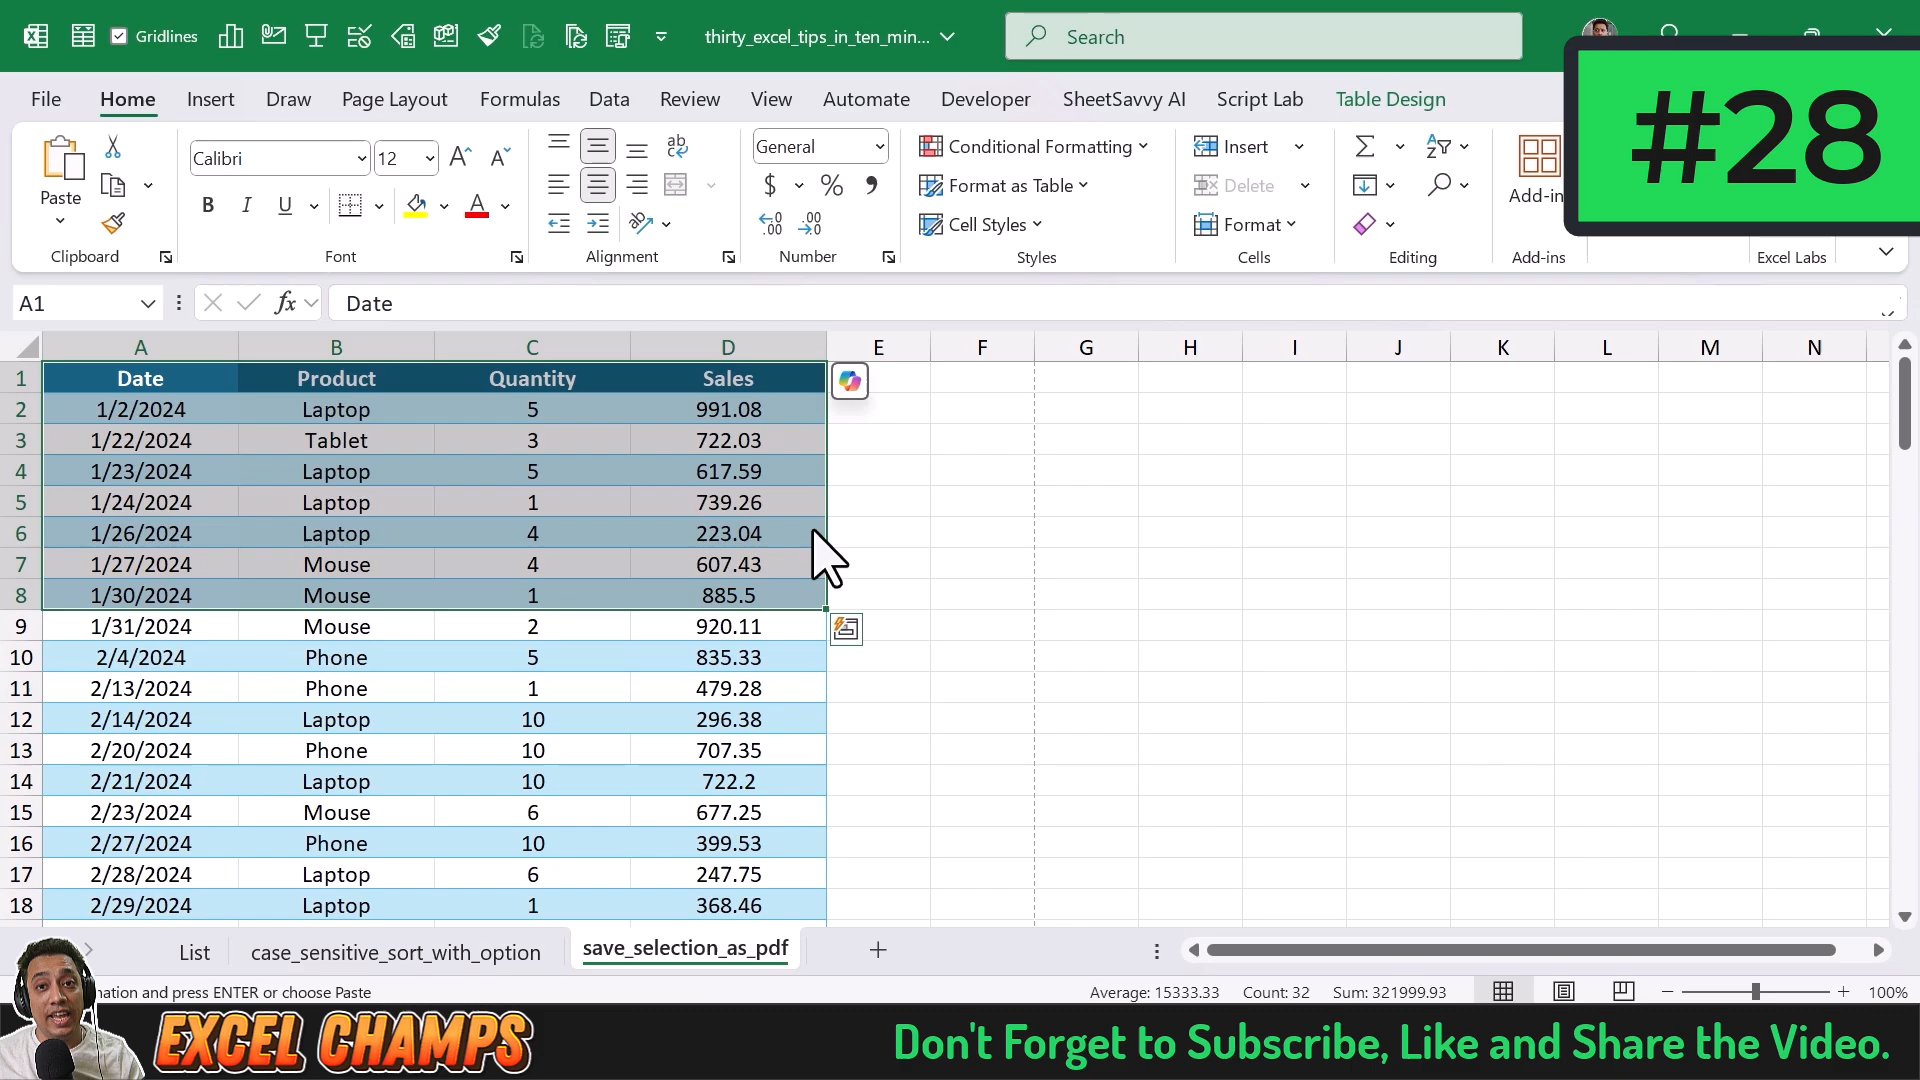 Gridlines
thirty_excel_tips_in_ten_min...
Search
#28
File Home Insert Draw Page Layout Formulas Data Review View Automate Developer SheetSavvy AI Script Lab Table Design
Paste
Calibri 12
B I U A
General
$ % 9
Conditional Formatting
Format as Table
Cell Styles
Insert
Delete
Format
Clipboard Font Alignment Number Styles Cells Editing Add-ins Excel Labs
A1 fx Date
A B C D E F G H I J K L M N
1 Date Product Quantity Sales
2 1/2/2024 Laptop 5 991.08
3 1/22/2024 Tablet 3 722.03
4 1/23/2024 Laptop 5 617.59
5 1/24/2024 Laptop 1 739.26
6 1/26/2024 Laptop 4 223.04
7 1/27/2024 Mouse 4 607.43
8 1/30/2024 Mouse 1 885.5
9 1/31/2024 Mouse 2 920.11
10 2/4/2024 Phone 5 835.33
11 2/13/2024 Phone 1 479.28
12 2/14/2024 Laptop 10 296.38
13 2/20/2024 Phone 10 707.35
14 2/21/2024 Laptop 10 722.2
15 2/23/2024 Mouse 6 677.25
16 2/27/2024 Phone 10 399.53
17 2/28/2024 Laptop 6 247.75
18 2/29/2024 Laptop 1 368.46
List case_sensitive_sort_with_option save_selection_as_pdf
and press ENTER or choose Paste Average: 15333.33 Count: 32 Sum: 321999.93 100%
EXCEL CHAMPS
Don't Forget to Subscribe, Like and Share the Video.